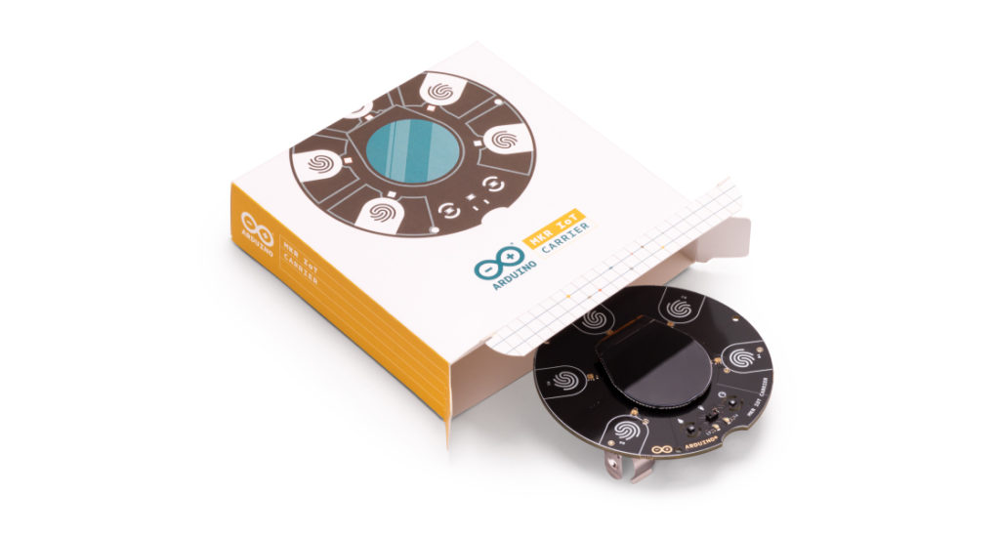 MKR IoT
CARRIER
ARDUINO
ARDUINO
MKR IoT
CARRIER
MKR IOT CARRIER
ARDUINO